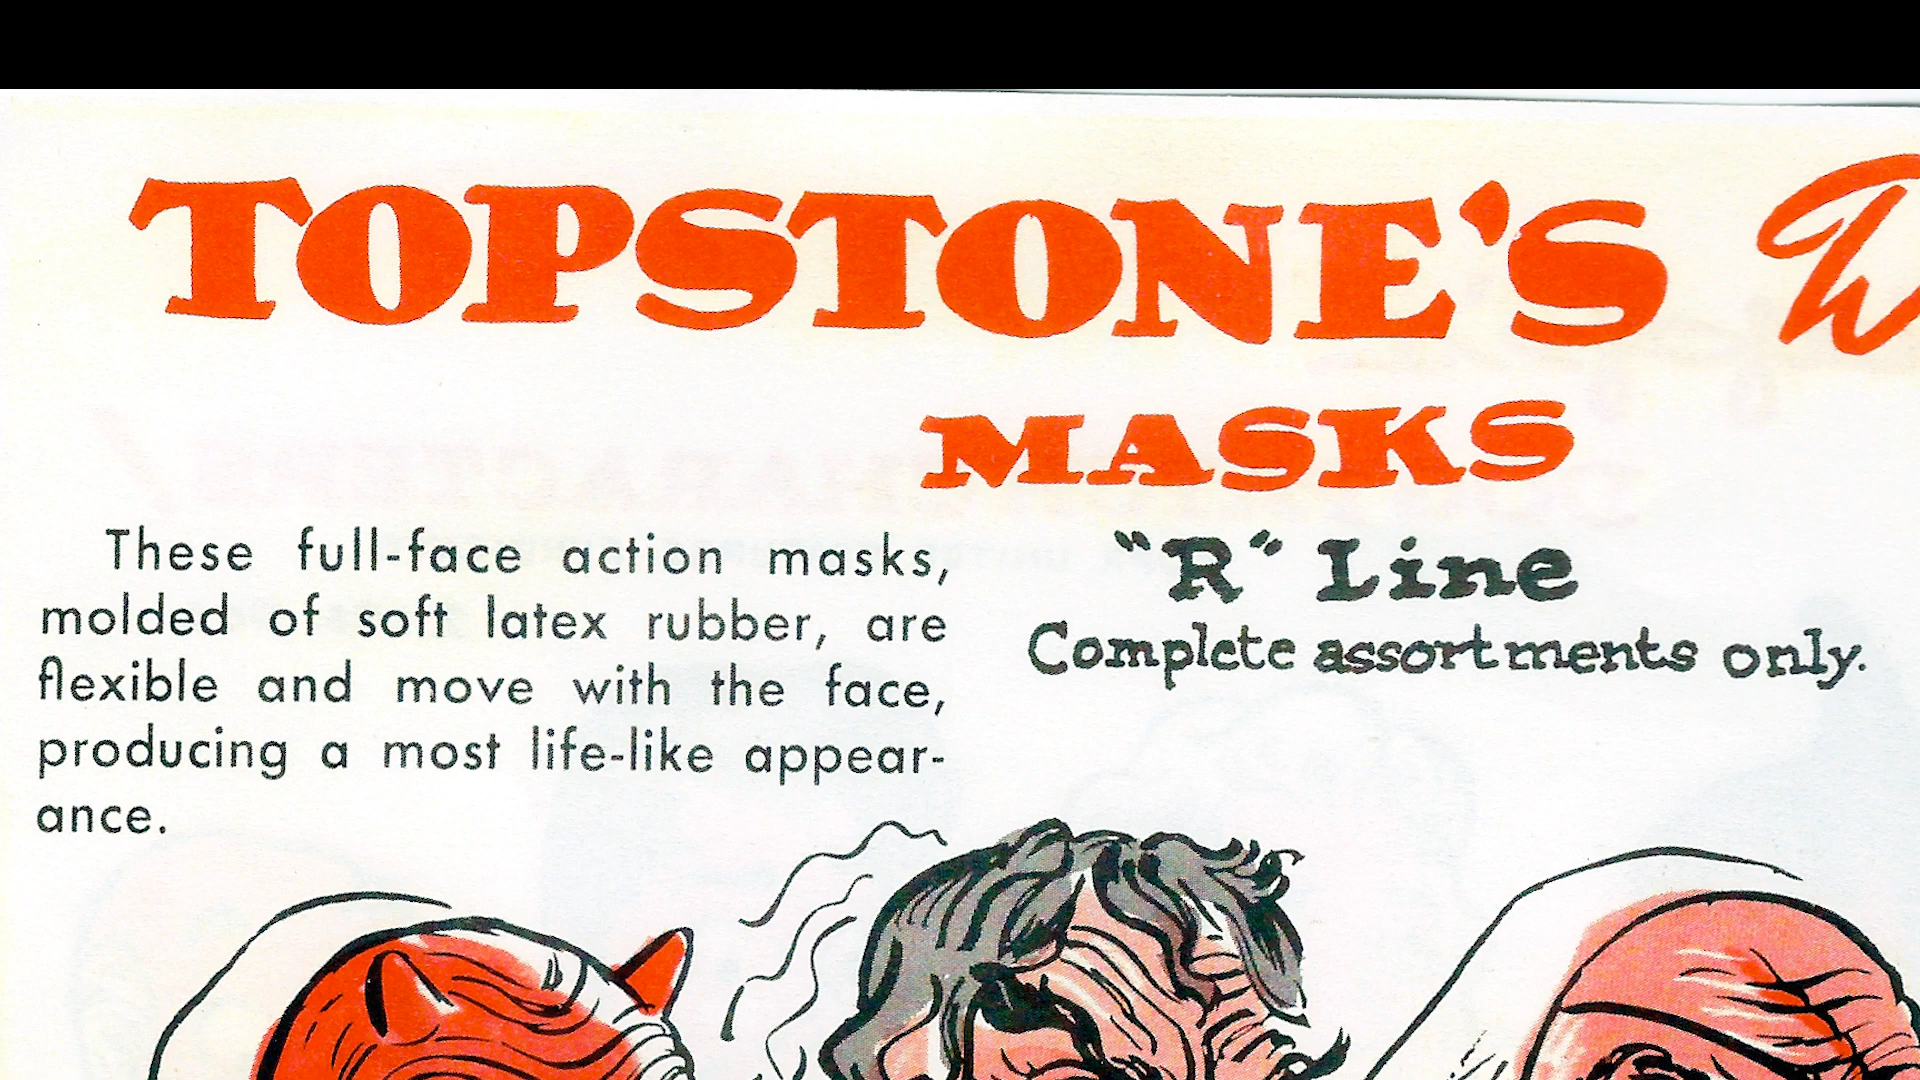 TOPSTONE'S
MASKS
These full-face action masks,
molded of soft latex rubber, are
flexible and move with the face,
producing a most life-like appear-
ance.
"R" Line
Complete assortments only.